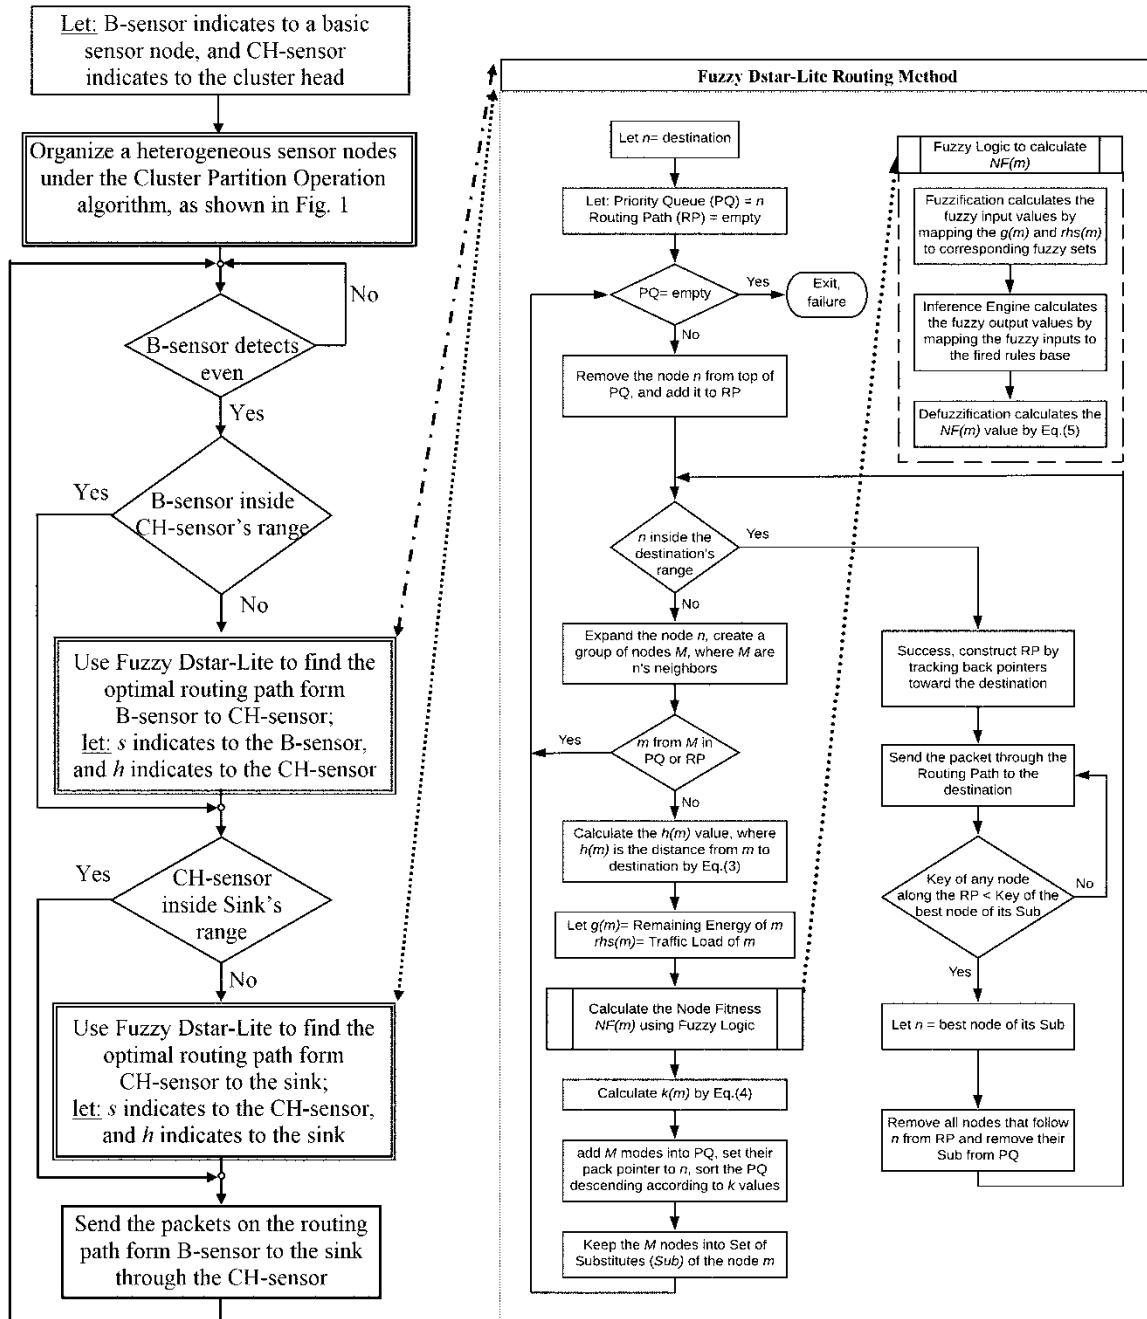 Let: B-sensor indicates to a basic
sensor node, and CH-sensor
indicates to the cluster head
Organize a heterogeneous sensor nodes
under the Cluster Partition Operation
algorithm, as shown in Fig. 1
No
B-sensor detects
even
Yes
Yes
B-sensor inside
CH-sensor's range
No
Use Fuzzy Dstar-Lite to find the
optimal routing path form
B-sensor to CH-sensor;
let: s indicates to the B-sensor,
and h indicates to the CH-sensor
Yes
CH-sensor
inside Sink's
range
No
Use Fuzzy Dstar-Lite to find the
optimal routing path form
CH-sensor to the sink;
let: s indicates to the CH-sensor,
and h indicates to the sink
Send the packets on the routing
path form B-sensor to the sink
through the CH-sensor
Fuzzy Dstar-Lite Routing Method
Let n= destination
Let: Priority Queue (PQ) = n
Routing Path (RP) = empty
PQ= empty
Yes
Exit,
failure
No
Remove the node n from top of
PQ, and add it to RP
n inside the
destination's
range
Yes
No
Expand the node n, create a
group of nodes M, where M are
n's neighbors
Yes
m from M in
PQ or RP
No
Calculate the h(m) value, where
h(m) is the distance from m to
destination by Eq.(3)
Let g(m)= Remaining Energy of m
rhs(m)= Traffic Load of m
Calculate the Node Fitness
NF(m) using Fuzzy Logic
Calculate k(m) by Eq.(4)
add M modes into PQ, set their
pack pointer to n, sort the PQ
descending according to k values
Keep the M nodes into Set of
Substitutes (Sub) of the node m
Fuzzy Logic to calculate
NF(m)
Fuzzification calculates the
fuzzy input values by
mapping the g(m) and rhs(m)
to corresponding fuzzy sets
Inference Engine calculates
the fuzzy output values by
mapping the fuzzy inputs to
the fired rules base
Defuzzification calculates the
NF(m) value by Eq.(5)
Success, construct RP by
tracking back pointers
toward the destination
Send the packet through the
Routing Path to the
destination
Key of any node
along the RP < Key of the
best node of its Sub
No
Yes
Let n = best node of its Sub
Remove all nodes that follow
n from RP and remove their
Sub from PQ